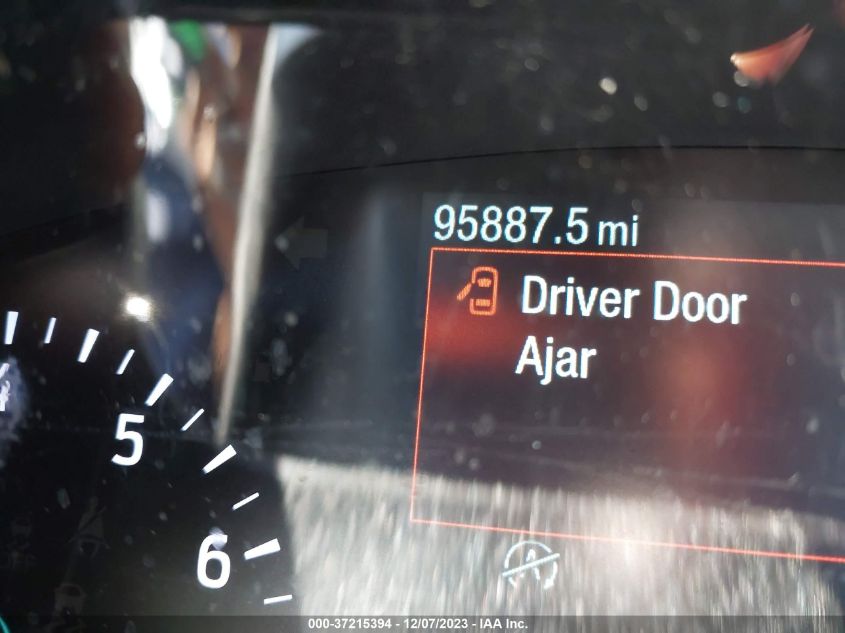 95887.5 mi
Driver Door
Ajar
5
6
A
000-37215394 - 12/07/2023 - IAA Inc.